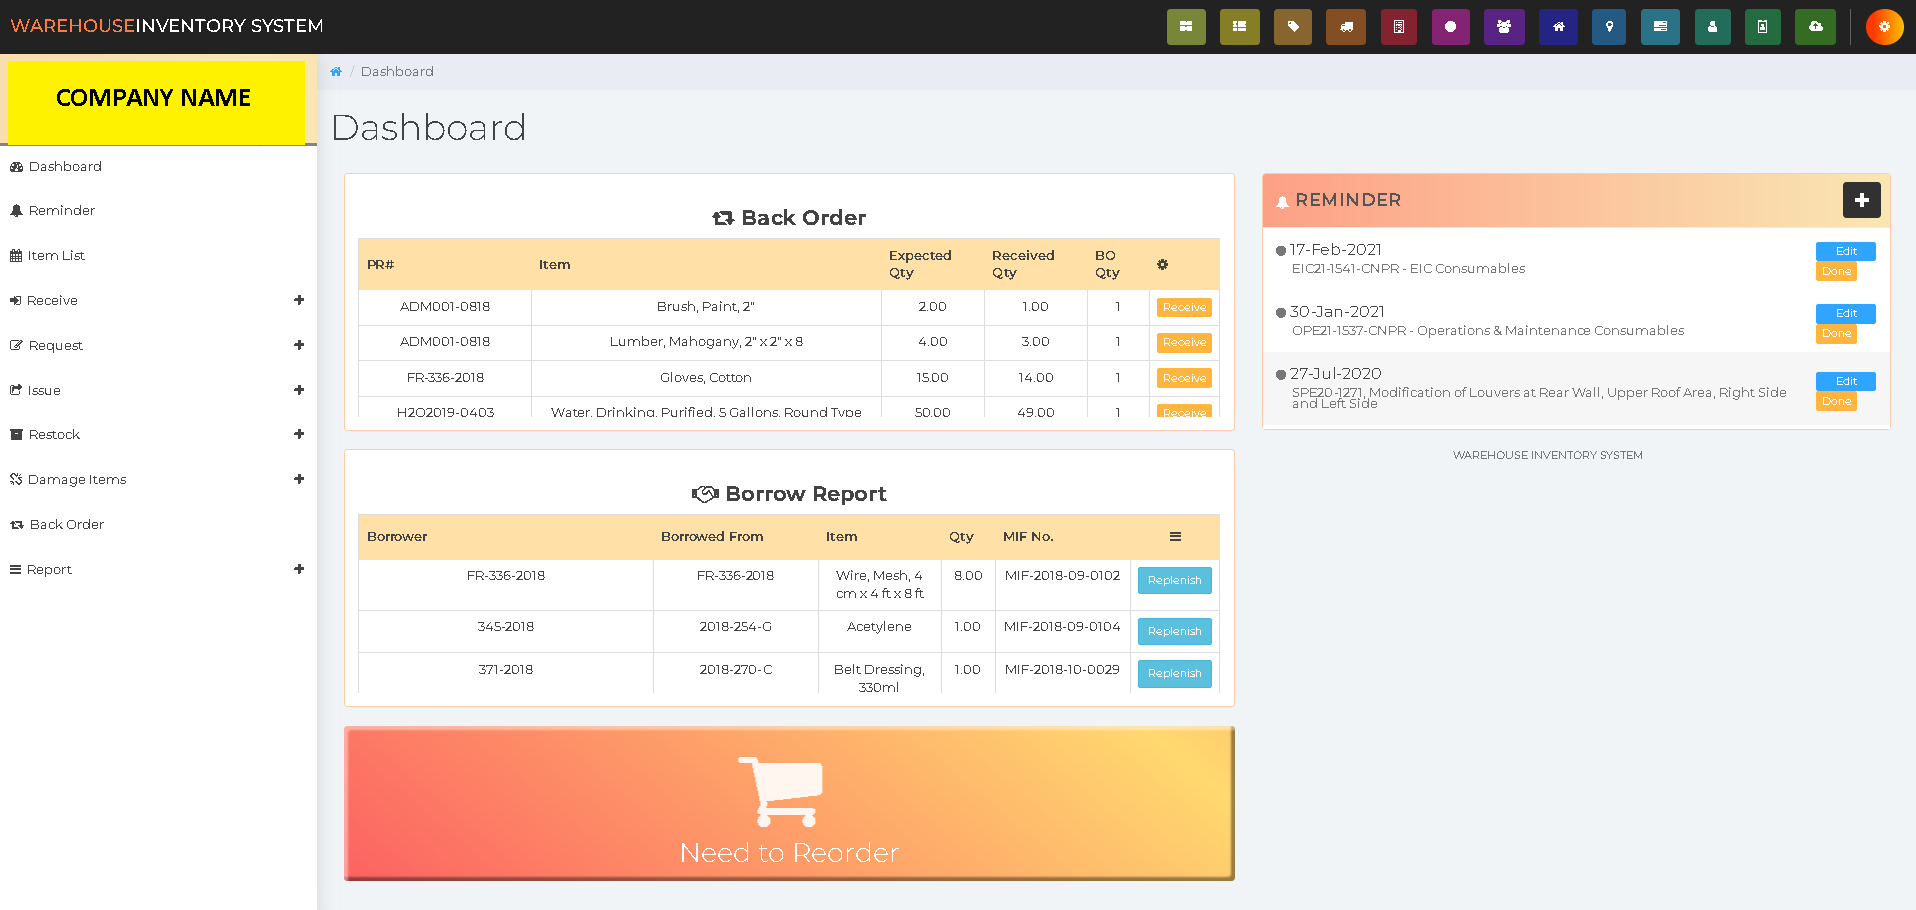 WAREHOUSEINVENTORY SYSTEM
COMPANY NAME
/ Dashboard
Dashboard
Dashboard
Reminder
Item List
Receive
Request
Issue
Restock
Damage Items
Back Order
Report
Back Order
PR# Item Expected Qty Received Qty BO Qty
ADM001-0818 Brush, Paint, 2" 2.00 1.00 1 Receive
ADM001-0818 Lumber, Mahogany, 2" x 2" x 8 4.00 3.00 1 Receive
FR-336-2018 Gloves, Cotton 15.00 14.00 1 Receive
H2O2019-0403 Water, Drinking, Purified, 5 Gallons, Round Type 50.00 49.00 1 Receive
Borrow Report
Borrower Borrowed From Item Qty MIF No.
FR-336-2018 FR-336-2018 Wire, Mesh, 4 8.00 MIF-2018-09-0102 Replenish
cm x 4 ft x 8 ft
345-2018 2018-254-G Acetylene 1.00 MIF-2018-09-0104 Replenish
371-2018 2018-270-C Belt Dressing, 1.00 MIF-2018-10-0029 Replenish
330ml
Need to Reorder
REMINDER
17-Feb-2021 Edit
EIC21-1541-CNPR - EIC Consumables Done
30-Jan-2021 Edit
OPE21-1537-CNPR - Operations & Maintenance Consumables Done
27-Jul-2020 Edit
SPE20-1271, Modification of Louvers at Rear Wall, Upper Roof Area, Right Side
and Left Side Done
WAREHOUSE INVENTORY SYSTEM